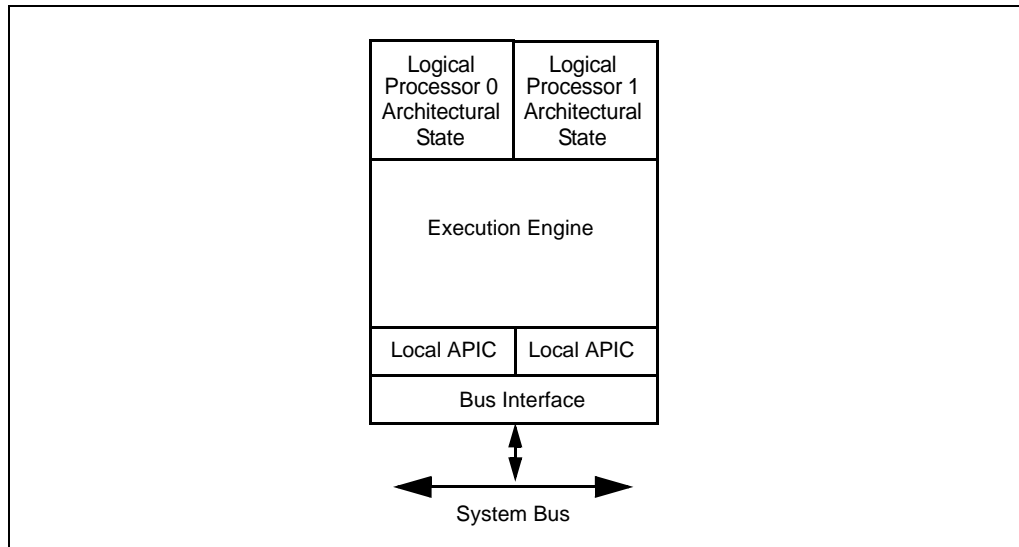 Logical
Processor 0
Architectural
State
Logical
Processor 1
Architectural
State
Execution Engine
Local APIC
Local APIC
Bus Interface
System Bus